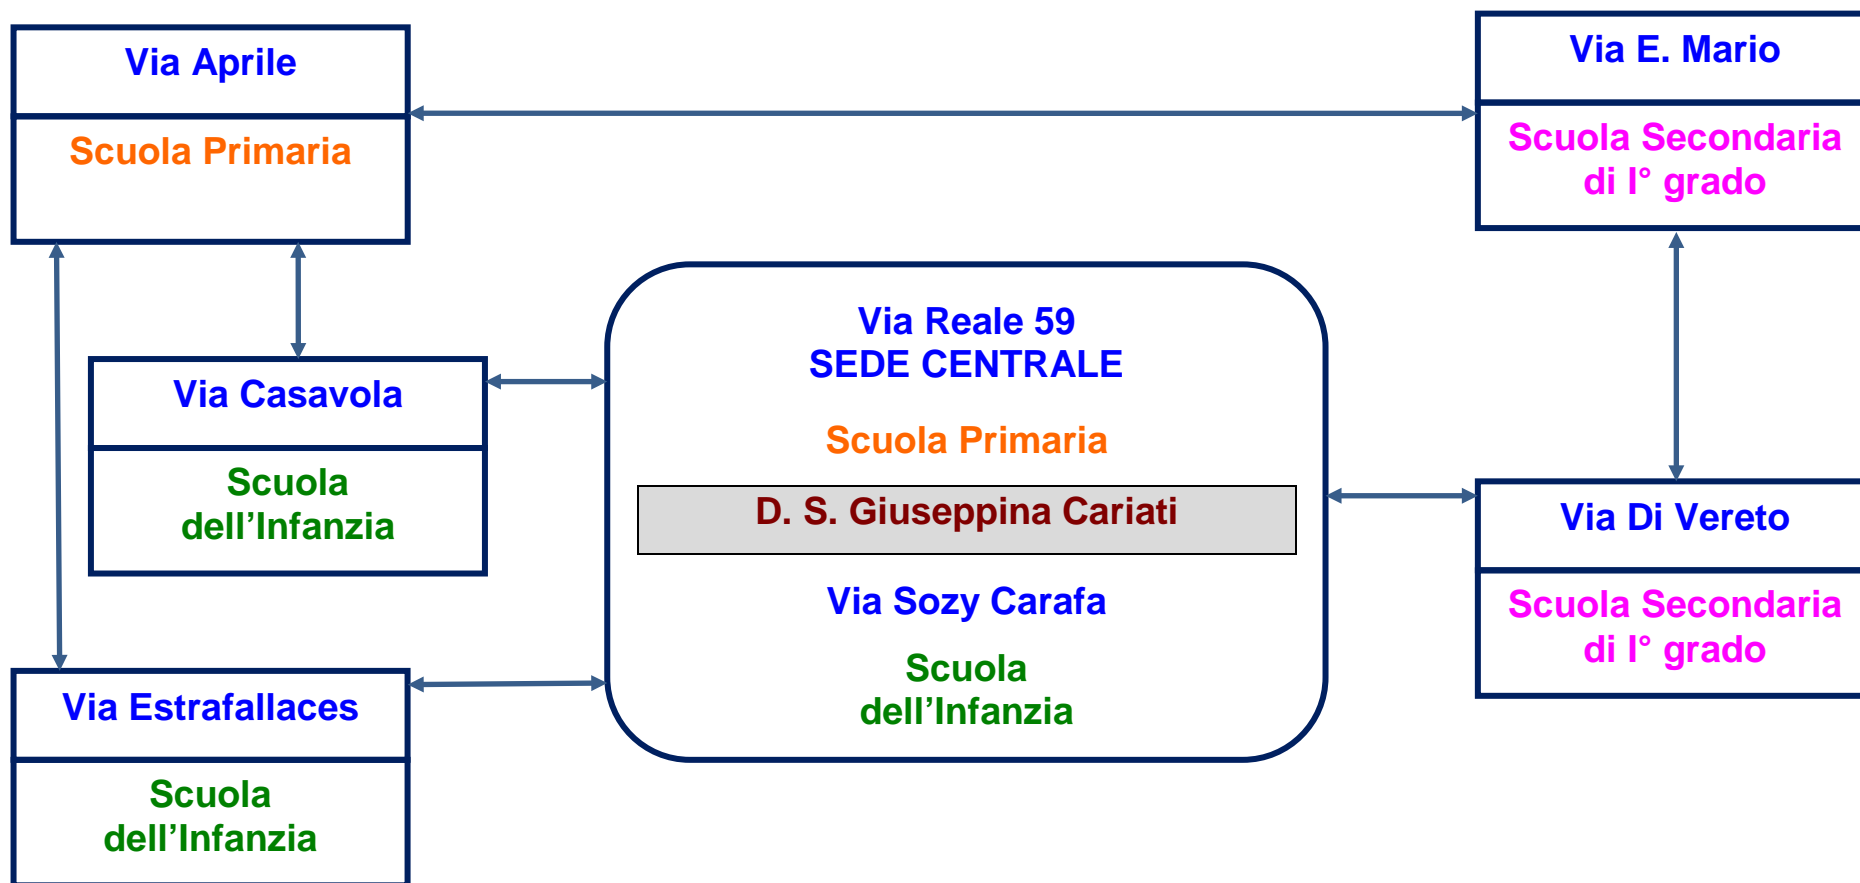 Via Aprile
Scuola Primaria
Via E. Mario
Scuola Secondaria
di I° grado
Via Casavola
Scuola
dell’Infanzia
Via Reale 59
SEDE CENTRALE
Scuola Primaria
D. S. Giuseppina Cariati
Via Sozy Carafa
Scuola
dell’Infanzia
Via Di Vereto
Scuola Secondaria
di I° grado
Via Estrafallaces
Scuola
dell’Infanzia